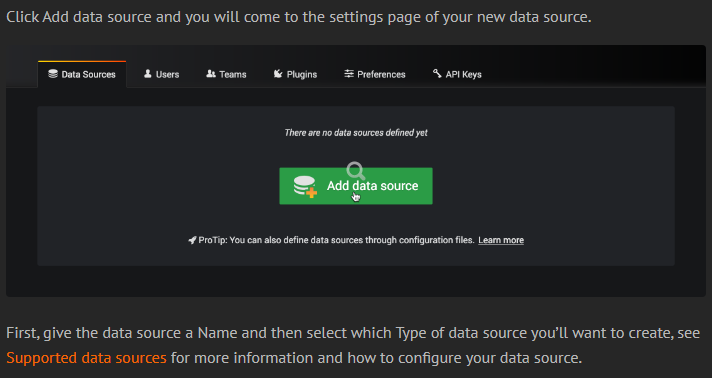 Click Add data source and you will come to the settings page of your new data source.
Data Sources Users Teams Plugins Preferences API Keys
There are no data sources defined yet
Add data source
ProTip: You can also define data sources through configuration files. Learn more
First, give the data source a Name and then select which Type of data source you’ll want to create, see
Supported data sources for more information and how to configure your data source.